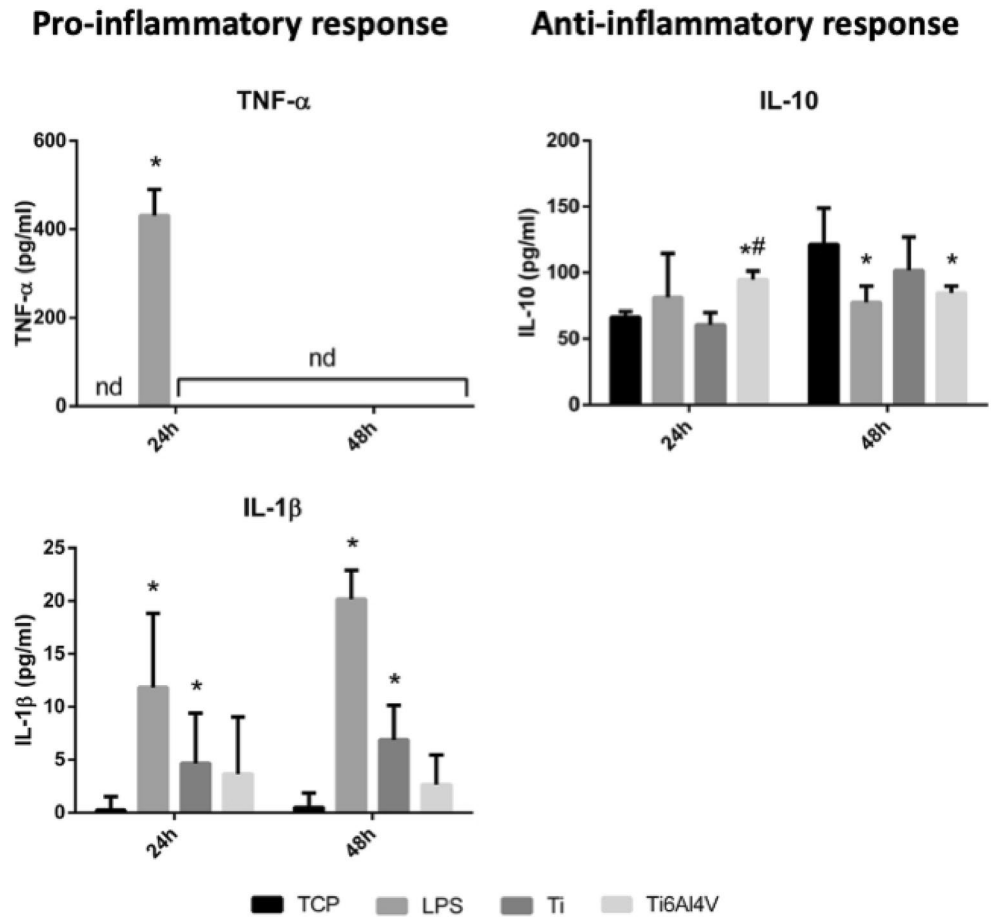 Pro-inflammatory response
Anti-inflammatory response
TNF-α
600
400
200
0
TNF-α (pg/ml)
*
nd
nd
24h
48h
IL-10
200
150
100
50
0
IL-10 (pg/ml)
*#
*
*
24h
48h
IL-1β
25
20
15
10
5
0
IL-1β (pg/ml)
*
*
*
*
24h
48h
TCP
LPS
Ti
Ti6Al4V